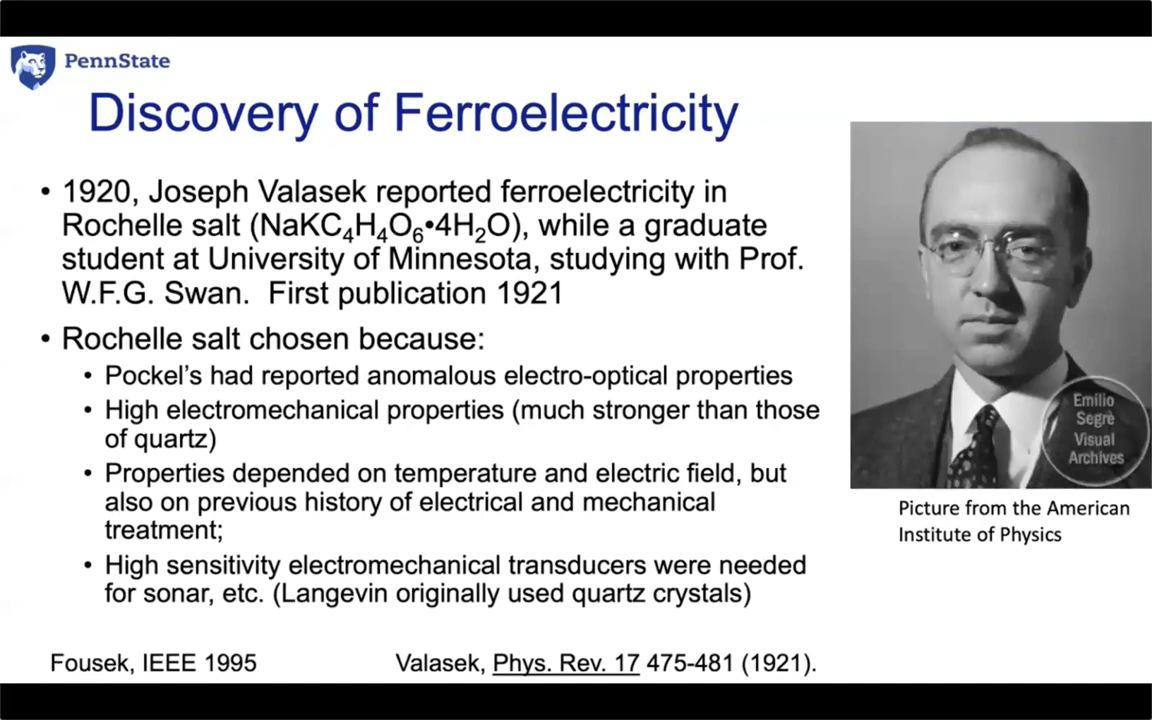 PennState
Discovery of Ferroelectricity
• 1920, Joseph Valasek reported ferroelectricity in
Rochelle salt (NaKC₄H₄O₆•4H₂O), while a graduate
student at University of Minnesota, studying with Prof.
W.F.G. Swan. First publication 1921
• Rochelle salt chosen because:
• Pockel’s had reported anomalous electro-optical properties
• High electromechanical properties (much stronger than those
of quartz)
• Properties depended on temperature and electric field, but
also on previous history of electrical and mechanical
treatment;
• High sensitivity electromechanical transducers were needed
for sonar, etc. (Langevin originally used quartz crystals)
Emilio
Segrè
Visual
Archives
Picture from the American
Institute of Physics
Fousek, IEEE 1995
Valasek, Phys. Rev. 17 475-481 (1921).